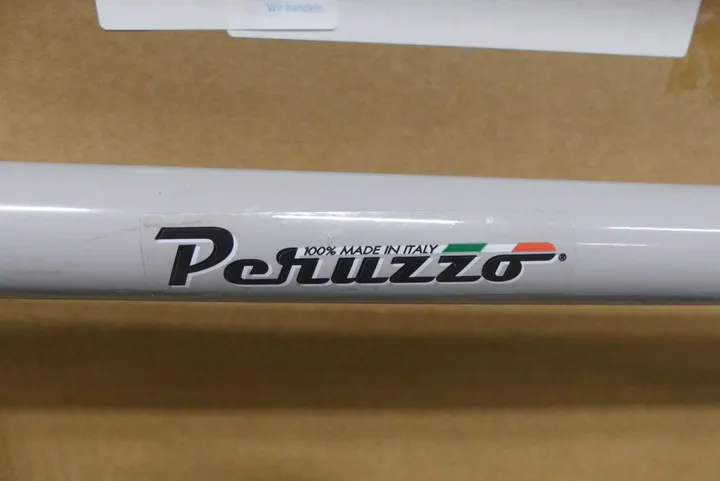 Wir handeln.
100% MADE IN ITALY
Peruzzo®